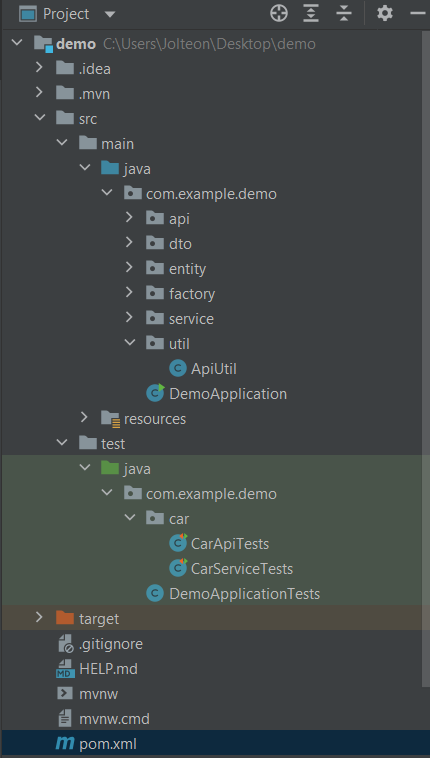 Project
demo C:\Users\Jolteon\Desktop\demo
.idea
.mvn
src
main
java
com.example.demo
api
dto
entity
factory
service
util
C ApiUtil
C DemoApplication
resources
test
java
com.example.demo
car
C CarApiTests
C CarServiceTests
C DemoApplicationTests
target
.gitignore
MD HELP.md
mvnw
mvnw.cmd
m pom.xml